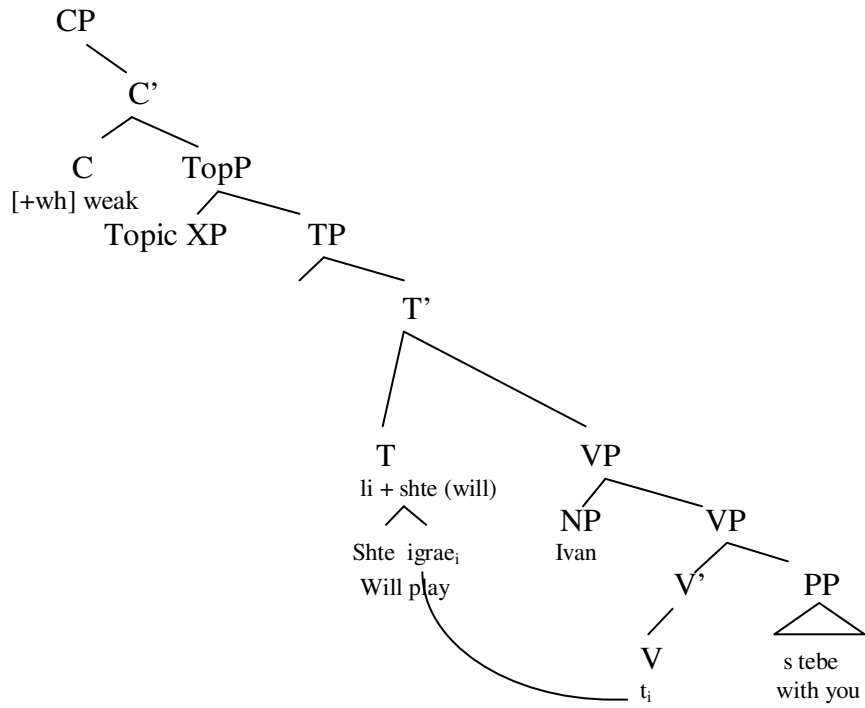 CP
C’
C TopP
[+wh] weak
Topic XP TP
T’
T VP
li + shte (will)
NP VP
Shte igraeᵢ Ivan
Will play V’ PP
V s tebe
tᵢ with you